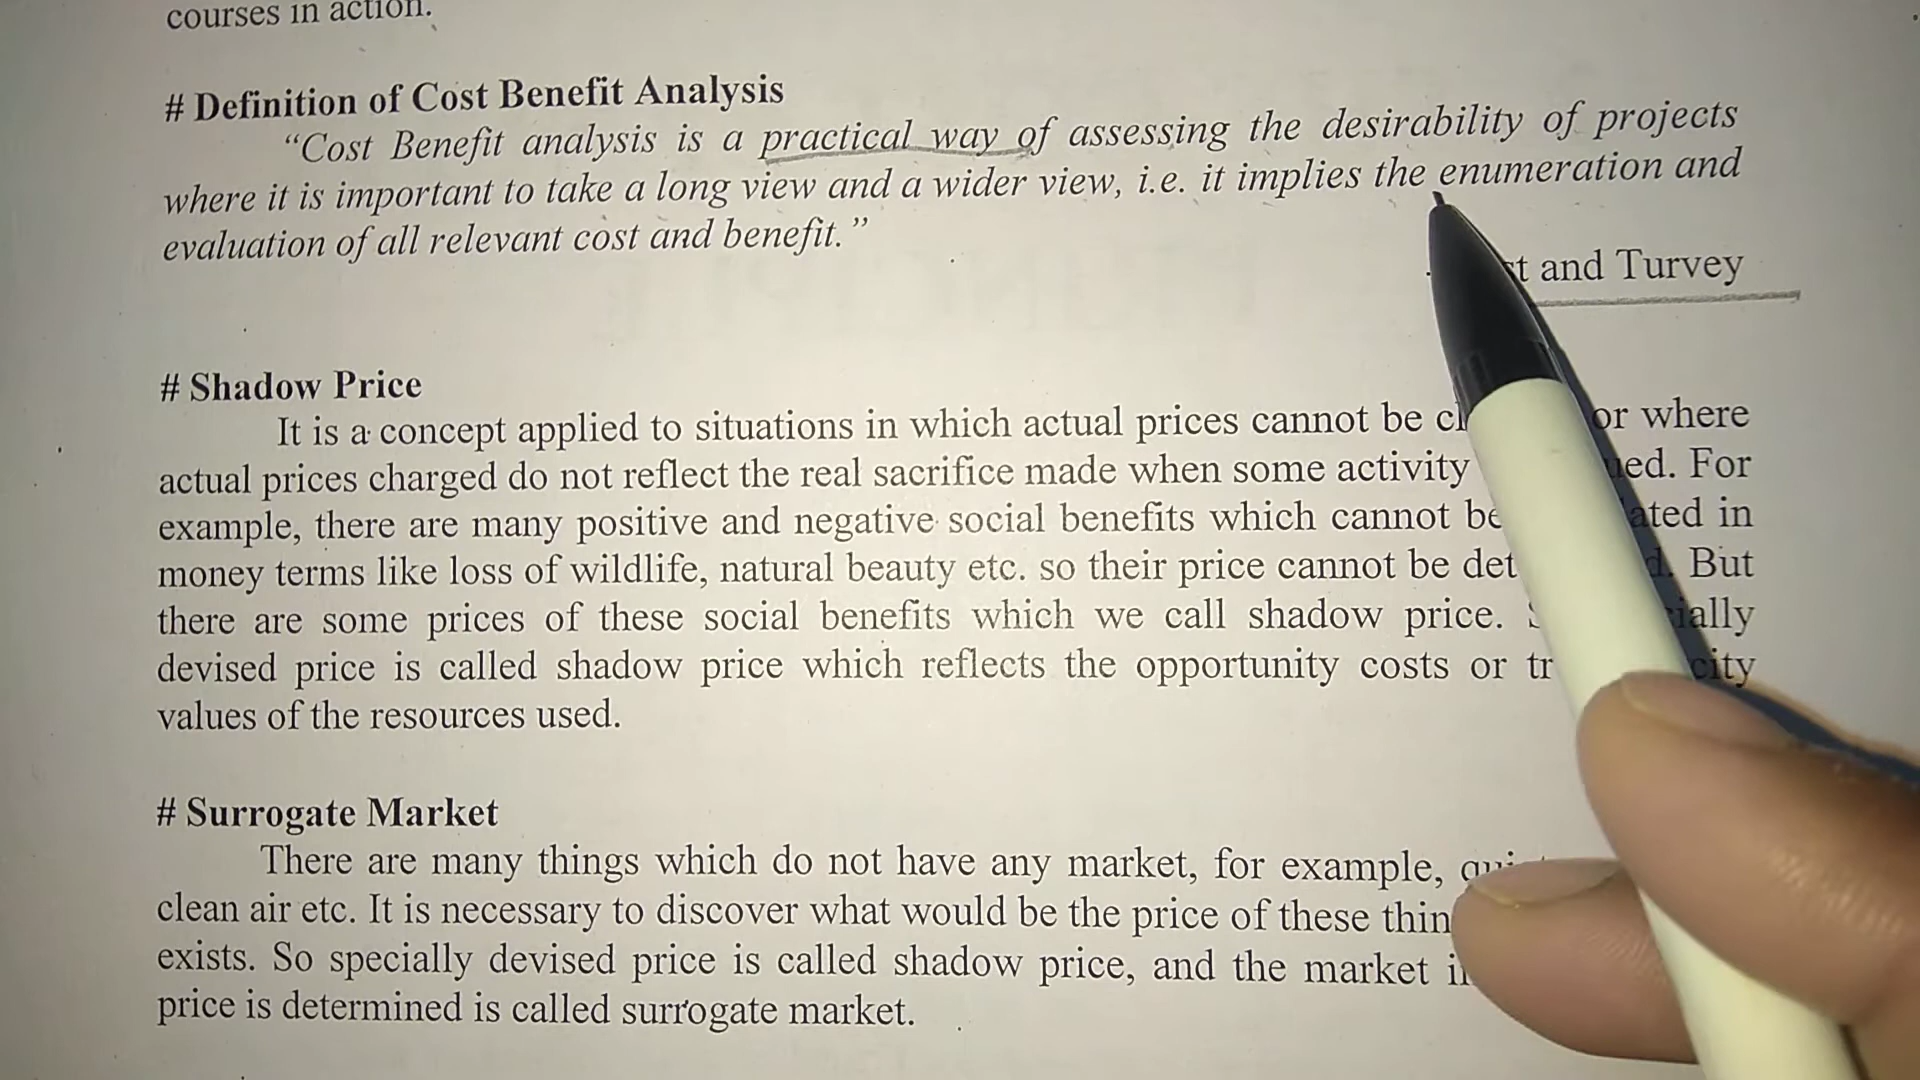 courses in action.
# Definition of Cost Benefit Analysis
“Cost Benefit analysis is a practical way of assessing the desirability of projects
where it is important to take a long view and a wider view, i.e. it implies the enumeration and
evaluation of all relevant cost and benefit.”
and Turvey
# Shadow Price
It is a concept applied to situations in which actual prices cannot be or where
actual prices charged do not reflect the real sacrifice made when some activity For
example, there are many positive and negative social benefits which cannot be in
money terms like loss of wildlife, natural beauty etc. so their price cannot be But
there are some prices of these social benefits which we call shadow price.
devised price is called shadow price which reflects the opportunity costs or
values of the resources used.
# Surrogate Market
There are many things which do not have any market, for example,
clean air etc. It is necessary to discover what would be the price of these
exists. So specially devised price is called shadow price, and the market
price is determined is called surrogate market.